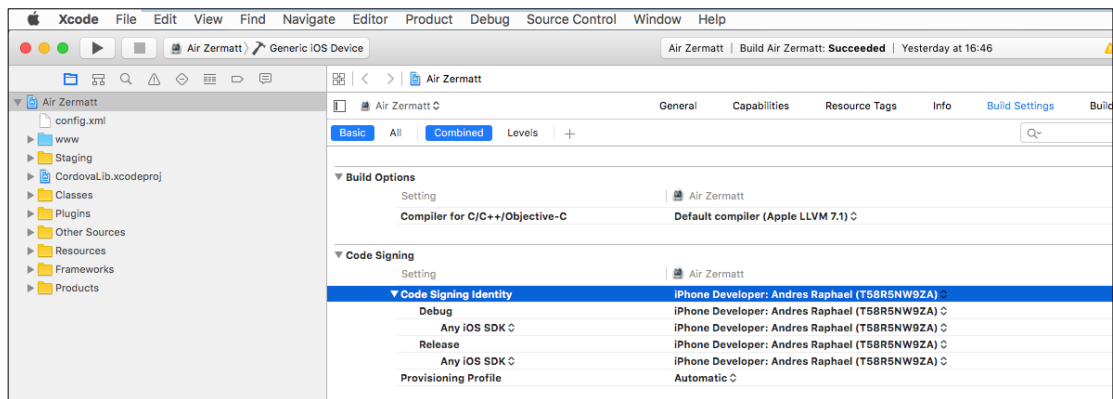 Xcode File Edit View Find Navigate Editor Product Debug Source Control Window Help
Air Zermatt Generic iOS Device Air Zermatt | Build Air Zermatt: Succeeded | Yesterday at 16:46
Air Zermatt
Air Zermatt
config.xml
www
Staging
CordovaLib.xcodeproj
Classes
Plugins
Other Sources
Resources
Frameworks
Products
Air Zermatt General Capabilities Resource Tags Info Build Settings Build
Basic All Combined Levels
Build Options
Setting Air Zermatt
Compiler for C/C++/Objective-C Default compiler (Apple LLVM 7.1)
Code Signing
Setting Air Zermatt
Code Signing Identity iPhone Developer: Andres Raphael (T58R5NW9ZA)
Debug iPhone Developer: Andres Raphael (T58R5NW9ZA)
Any iOS SDK iPhone Developer: Andres Raphael (T58R5NW9ZA)
Release iPhone Developer: Andres Raphael (T58R5NW9ZA)
Any iOS SDK iPhone Developer: Andres Raphael (T58R5NW9ZA)
Provisioning Profile Automatic